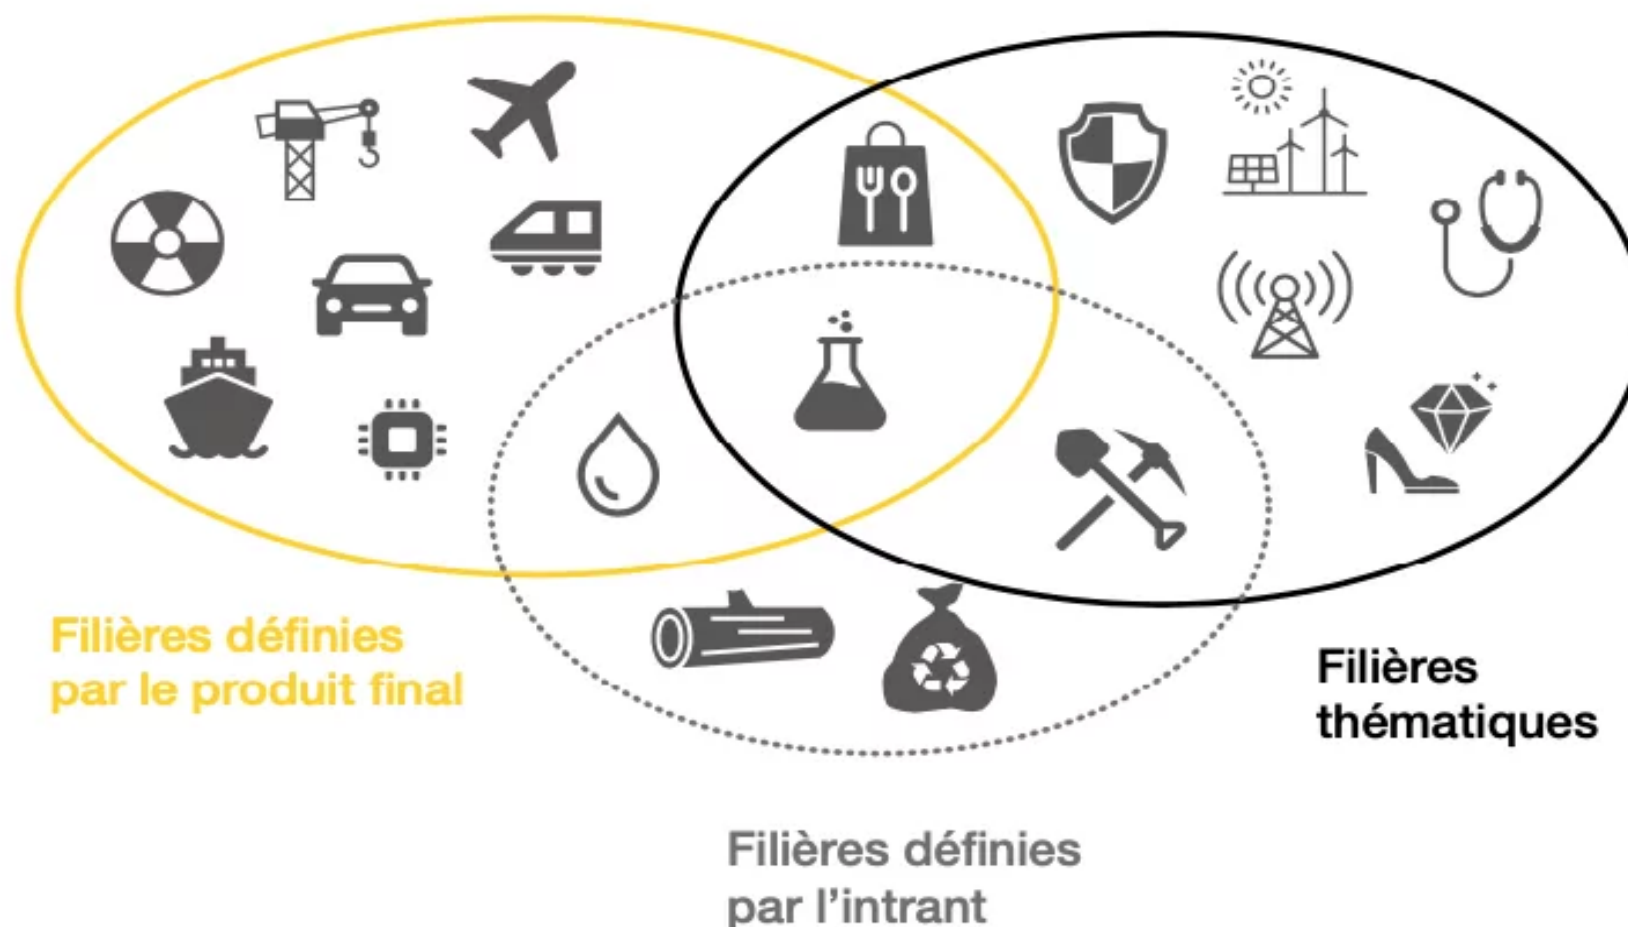 Filières définies
par le produit final
Filières
thématiques
Filières définies
par l'intrant